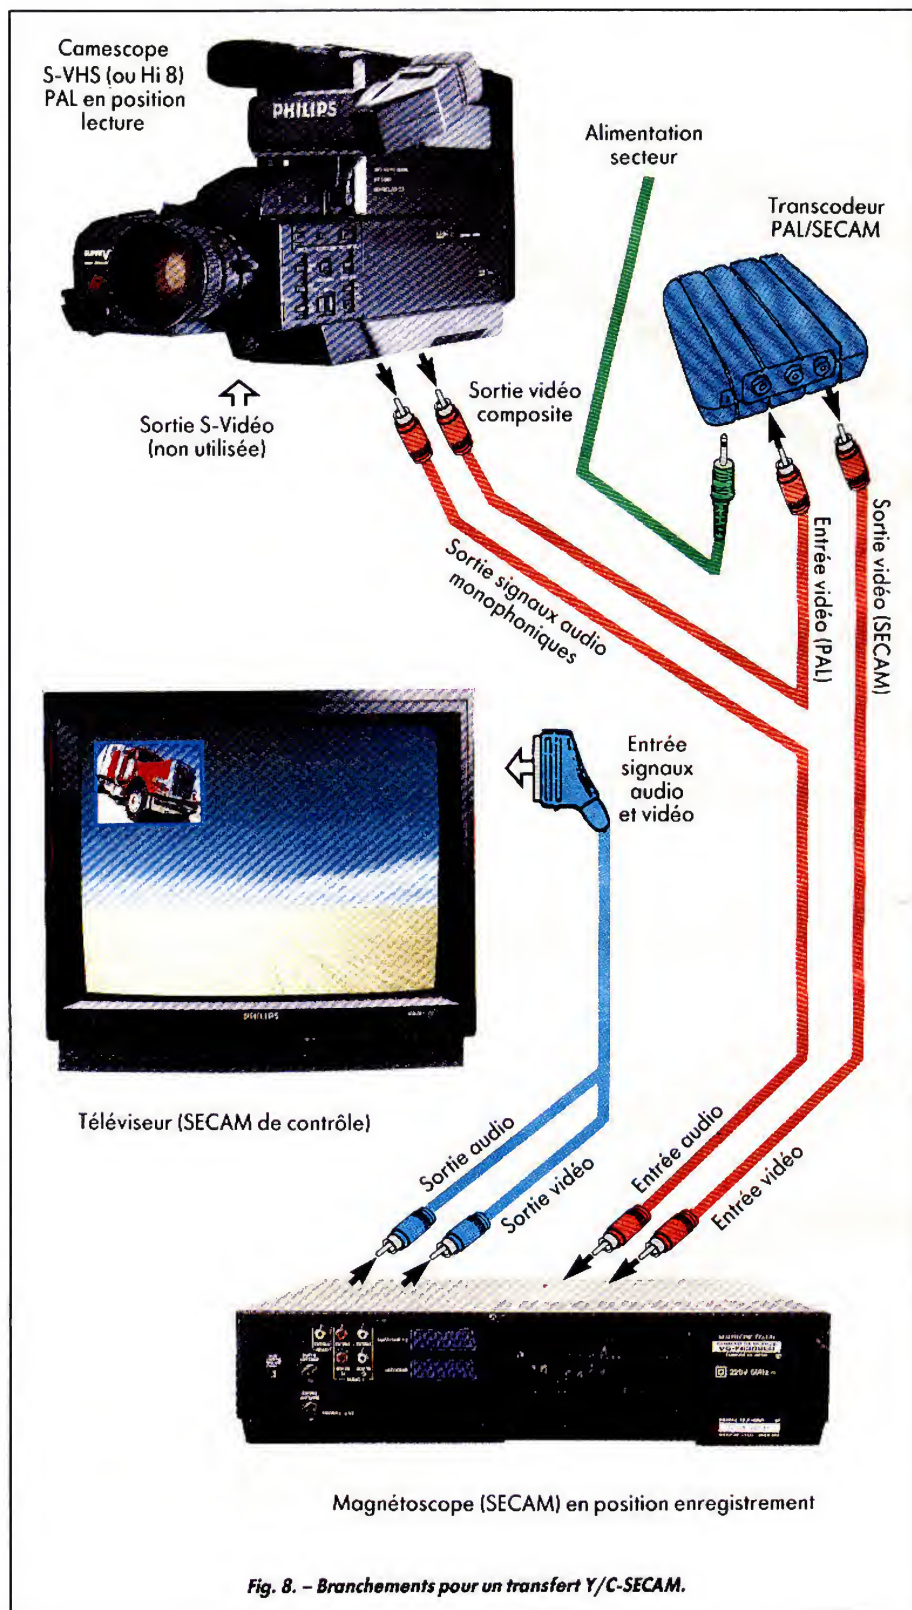 Camescope
S-VHS (ou Hi 8)
PAL en position
lecture
PHILIPS
Alimentation
secteur
Transcodeur
PAL/SECAM
Sortie S-Vidéo
(non utilisée)
Sortie vidéo
composite
Sortie signaux audio
monophoniques
Entrée vidéo (PAL)
Sortie vidéo (SECAM)
Entrée
signaux
audio
et vidéo
PHILIPS
Téléviseur (SECAM de contrôle)
Sortie audio
Sortie vidéo
Entrée audio
Entrée vidéo
220V 50Hz
Magnétoscope (SECAM) en position enregistrement
Fig. 8. – Branchements pour un transfert Y/C-SECAM.